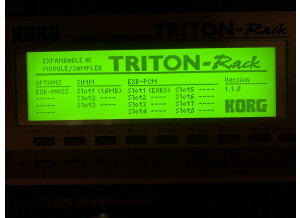 KORG
TRITON-Rack
EXPANDABLE HI
MODULE/SAMPLER
TRITON-Rack
OPTIONS SIMM EXB-PCM Version
EXB-MOSS Slot1 (16MB) Slot1 (EXB3) Slot5 ---- 1.1.0
----- Slot2 ---- Slot2 ---- Slot6 ----
----- Slot3 ---- Slot3 ---- Slot7 ----
----- Slot4 ---- Slot8 ----
KORG